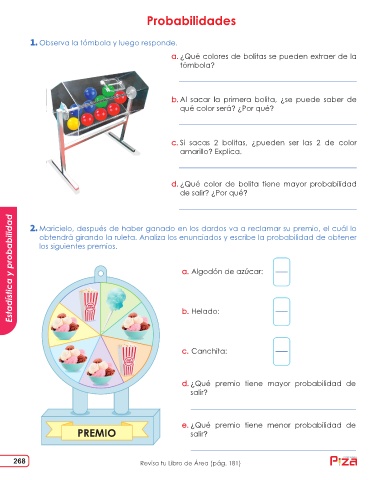 Probabilidades
1. Observa la tómbola y luego responde.
a. ¿Qué colores de bolitas se pueden extraer de la
tómbola?
b. Al sacar la primera bolita, ¿se puede saber de
qué color será? ¿Por qué?
c. Si sacas 2 bolitas, ¿pueden ser las 2 de color
amarillo? Explica.
d. ¿Qué color de bolita tiene mayor probabilidad
de salir? ¿Por qué?
Estadística y probabilidad
2. Maricielo, después de haber ganado en los dardos va a reclamar su premio, el cuál lo
obtendrá girando la ruleta. Analiza los enunciados y escribe la probabilidad de obtener
los siguientes premios.
a. Algodón de azúcar:
b. Helado:
c. Canchita:
d. ¿Qué premio tiene mayor probabilidad de
salir?
e. ¿Qué premio tiene menor probabilidad de
salir?
PREMIO
268
Revisa tu Libro de Área (pág. 181)
Piza